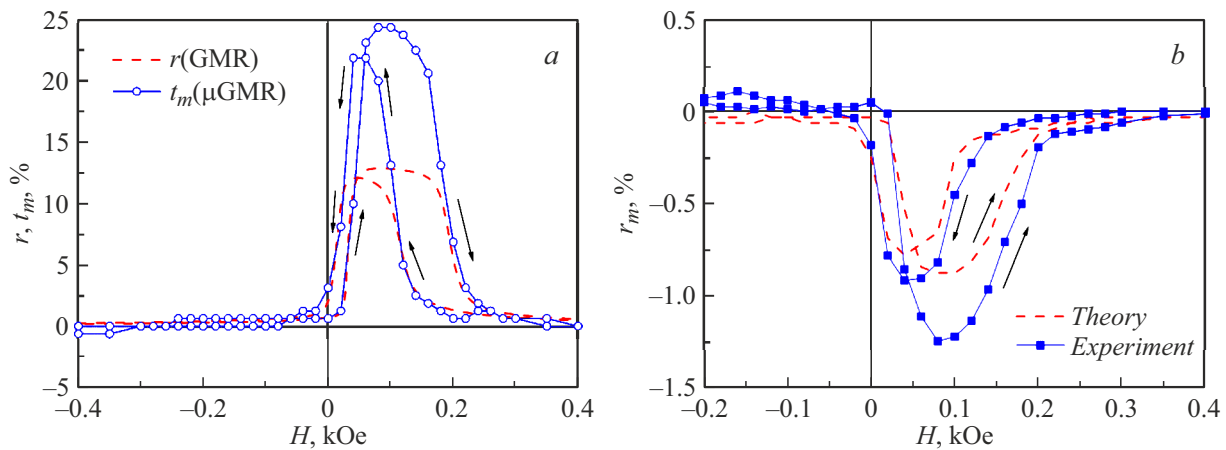 a
r(GMR)
t_m(μGMR)
25
20
15
10
5
0
–5
r, t_m, %
–0.4
–0.2
0
0.2
0.4
H, kOe
b
0.5
0
–0.5
–1.0
–1.5
r_m, %
Theory
Experiment
–0.2
–0.1
0
0.1
0.2
0.3
0.4
H, kOe